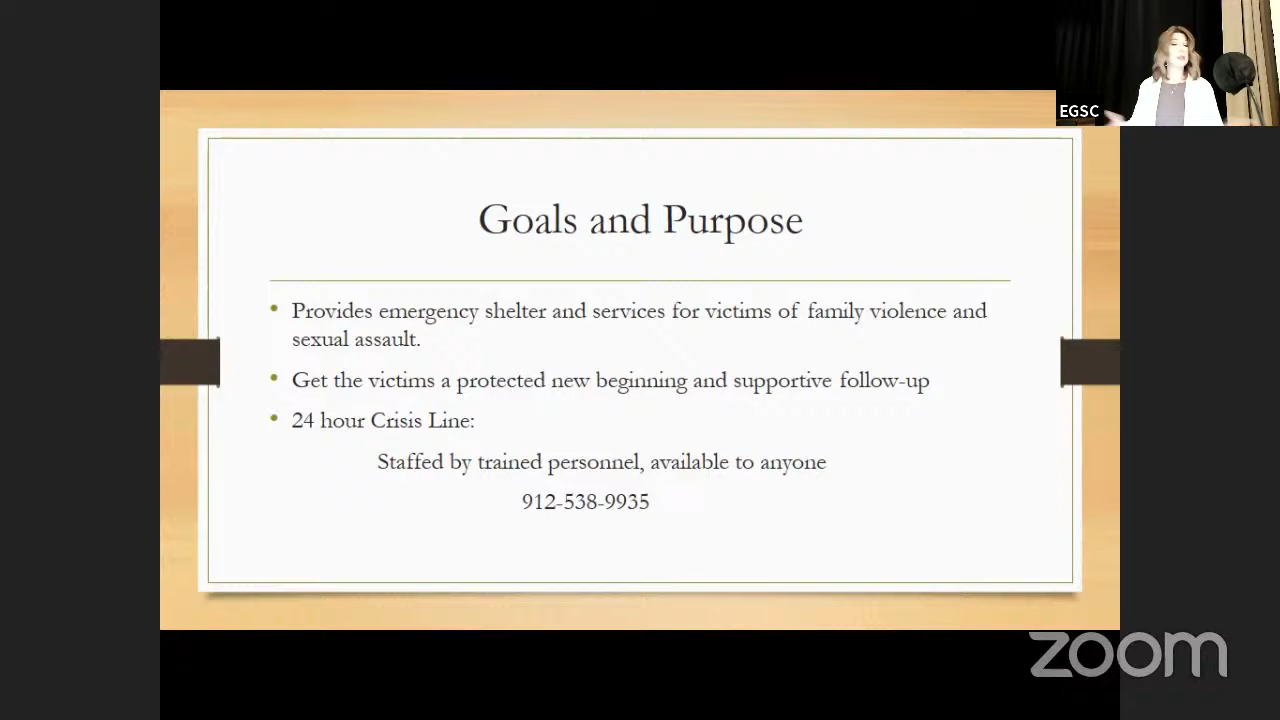 EGSC
Goals and Purpose
• Provides emergency shelter and services for victims of family violence and
sexual assault.
• Get the victims a protected new beginning and supportive follow-up
• 24 hour Crisis Line:
Staffed by trained personnel, available to anyone
912-538-9935
zoom